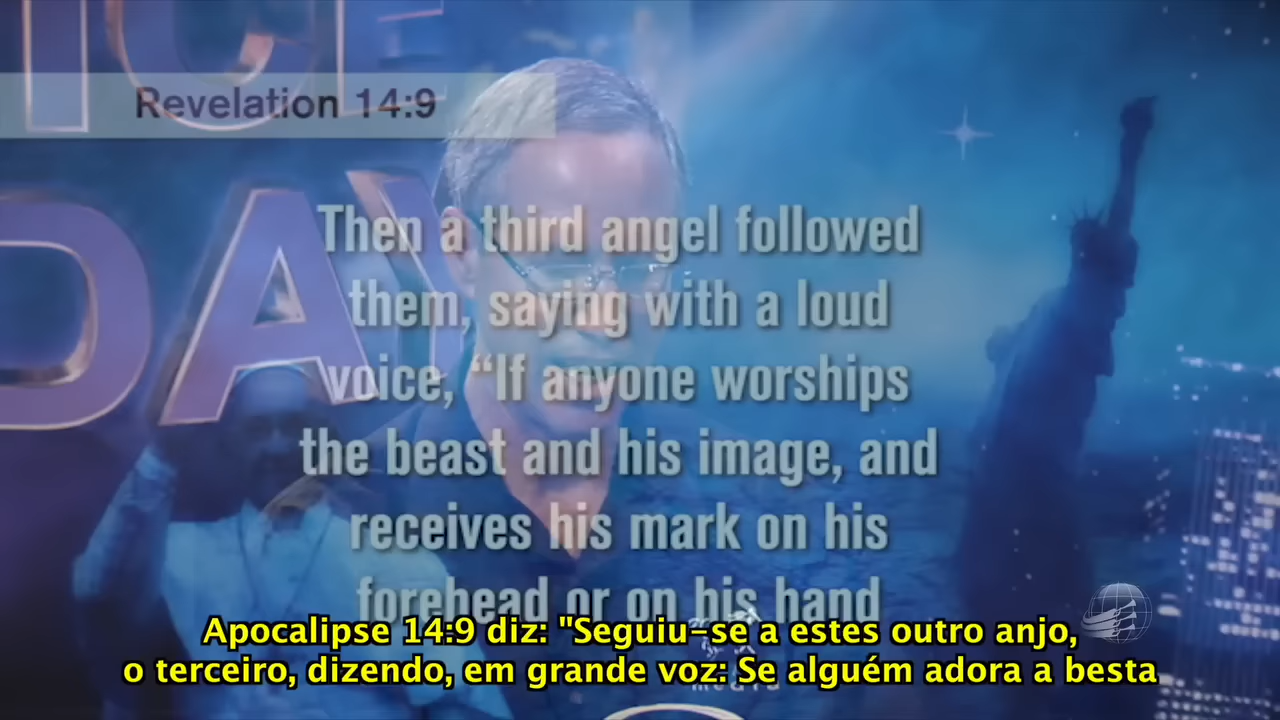 Revelation 14:9
DAY
Then a third angel followed
them, saying with a loud
voice, “If anyone worships
the beast and his image, and
receives his mark on his
forehead or on his hand
Apocalipse 14:9 diz: "Seguiu-se a estes outro anjo,
o terceiro, dizendo, em grande voz: Se alguém adora a besta